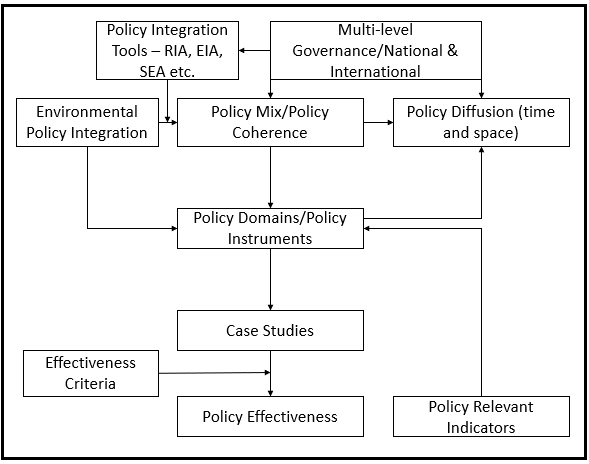 Policy Integration
Tools – RIA, EIA,
SEA etc.
Multi-level
Governance/National &
International
Environmental
Policy Integration
Policy Mix/Policy
Coherence
Policy Diffusion (time
and space)
Policy Domains/Policy
Instruments
Case Studies
Effectiveness
Criteria
Policy Effectiveness
Policy Relevant
Indicators